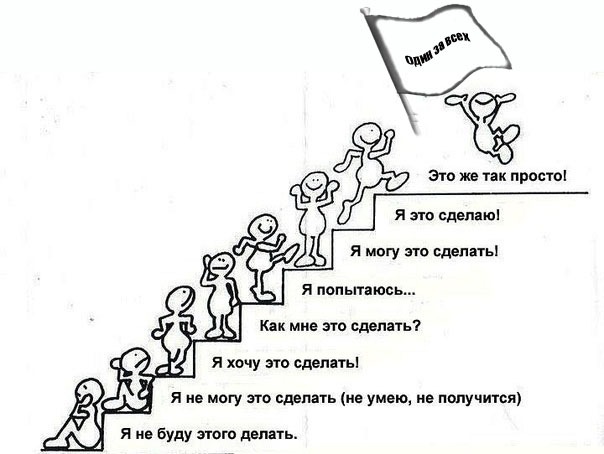 Один за всех
Это же так просто!
Я это сделаю!
Я могу это сделать!
Я попытаюсь...
Как мне это сделать?
Я хочу это сделать!
Я не могу это сделать (не умею, не получится)
Я не буду этого делать.